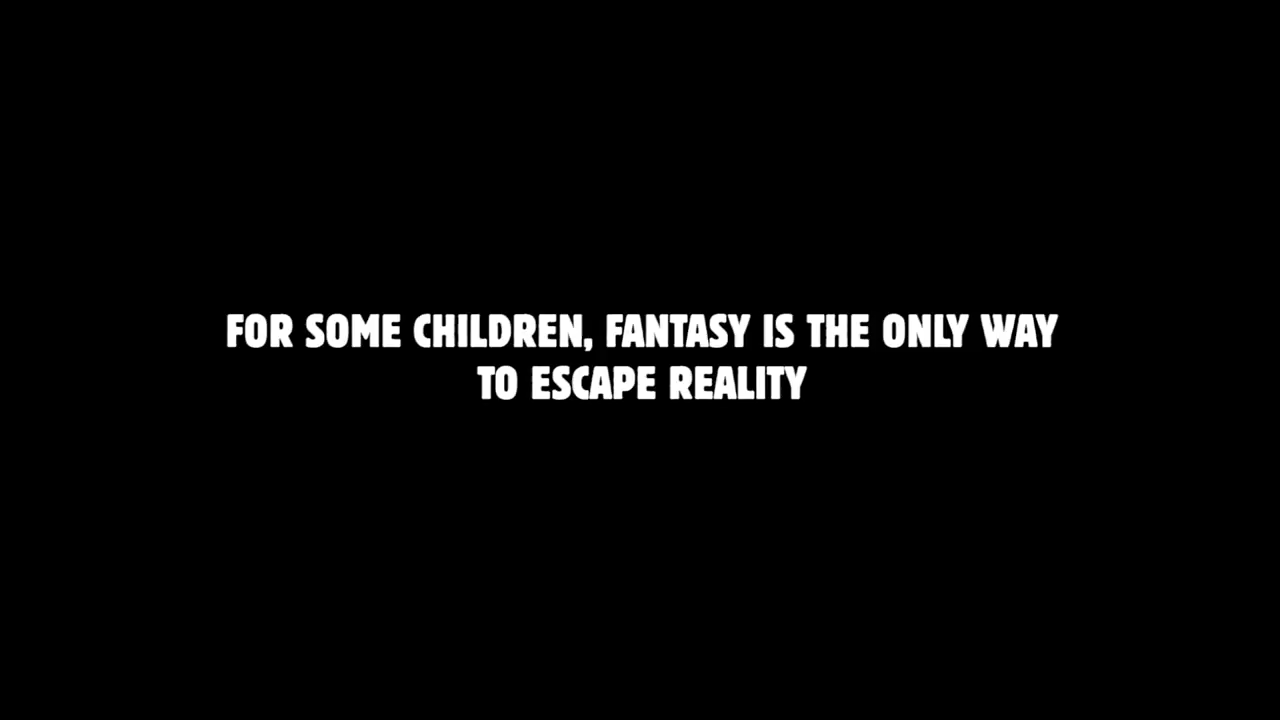 FOR SOME CHILDREN, FANTASY IS THE ONLY WAY
TO ESCAPE REALITY